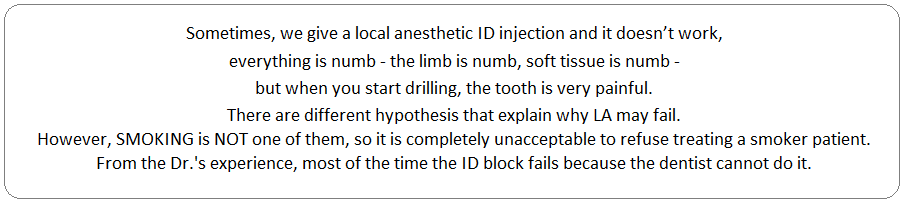 Sometimes, we give a local anesthetic ID injection and it doesn’t work,
everything is numb - the limb is numb, soft tissue is numb -
but when you start drilling, the tooth is very painful.
There are different hypothesis that explain why LA may fail.
However, SMOKING is NOT one of them, so it is completely unacceptable to refuse treating a smoker patient.
From the Dr.'s experience, most of the time the ID block fails because the dentist cannot do it.